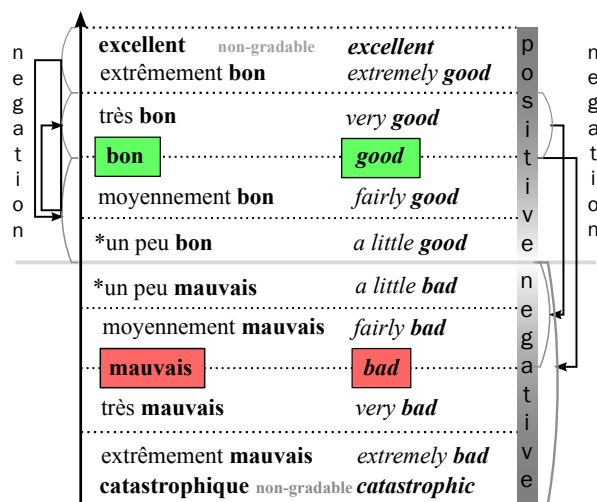 excellent non-gradable excellent
extrêmement bon extremely good
très bon very good
bon good
moyennement bon fairly good
*un peu bon a little good
*un peu mauvais a little bad
moyennement mauvais fairly bad
mauvais bad
très mauvais very bad
extrêmement mauvais extremely bad
catastrophique non-gradable catastrophic
negation
positive
negative
negation